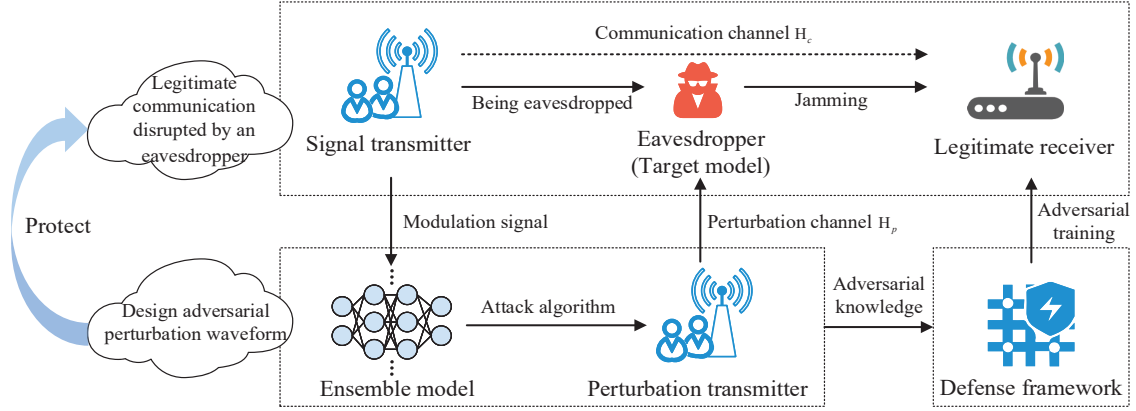 Communication channel H_c
Legitimate
communication
disrupted by an
eavesdropper
Being eavesdropped
Jamming
Signal transmitter
Eavesdropper
(Target model)
Legitimate receiver
Protect
Modulation signal
Perturbation channel H_p
Adversarial
training
Design adversarial
perturbation waveform
Attack algorithm
Adversarial
knowledge
Ensemble model
Perturbation transmitter
Defense framework